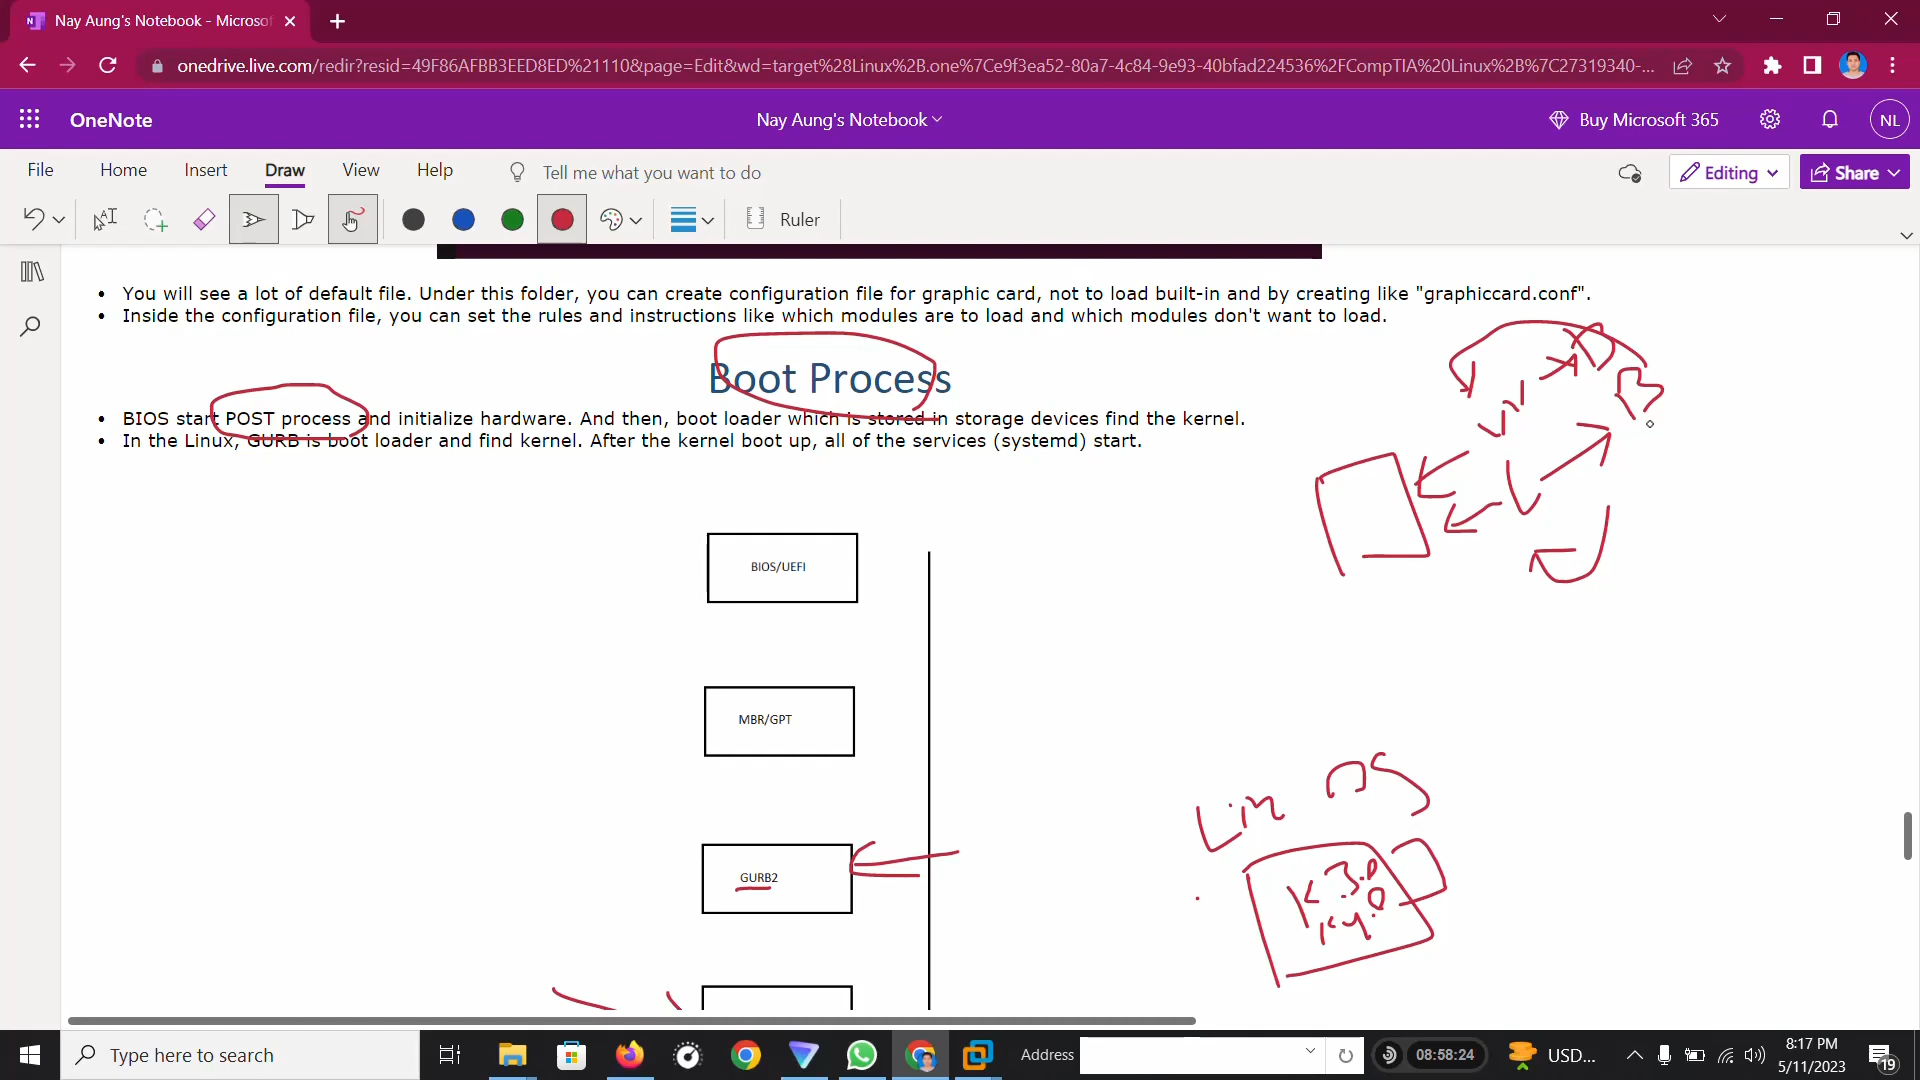 Nay Aung's Notebook - Microsof
onedrive.live.com/redir?resid=49F86AFBB3EED8ED%21110&page=Edit&wd=target%28Linux%2B.one%7Ce9f3ea52-80a7-4c84-9e93-40bfad224536%2FCompTIA%20Linux%2B%7C27319340-...
OneNote
Nay Aung's Notebook
Buy Microsoft 365
NL
File Home Insert Draw View Help Tell me what you want to do
Editing
Share
Ruler
• You will see a lot of default file. Under this folder, you can create configuration file for graphic card, not to load built-in and by creating like "graphiccard.conf".
• Inside the configuration file, you can set the rules and instructions like which modules are to load and which modules don't want to load.
Boot Process
• BIOS start POST process and initialize hardware. And then, boot loader which is stored in storage devices find the kernel.
• In the Linux, GURB is boot loader and find kernel. After the kernel boot up, all of the services (systemd) start.
BIOS/UEFI
MBR/GPT
Lin OS
GURB2
K 3.0
K 4.0
Type here to search
Address
08:58:24
USD...
8:17 PM
5/11/2023
19